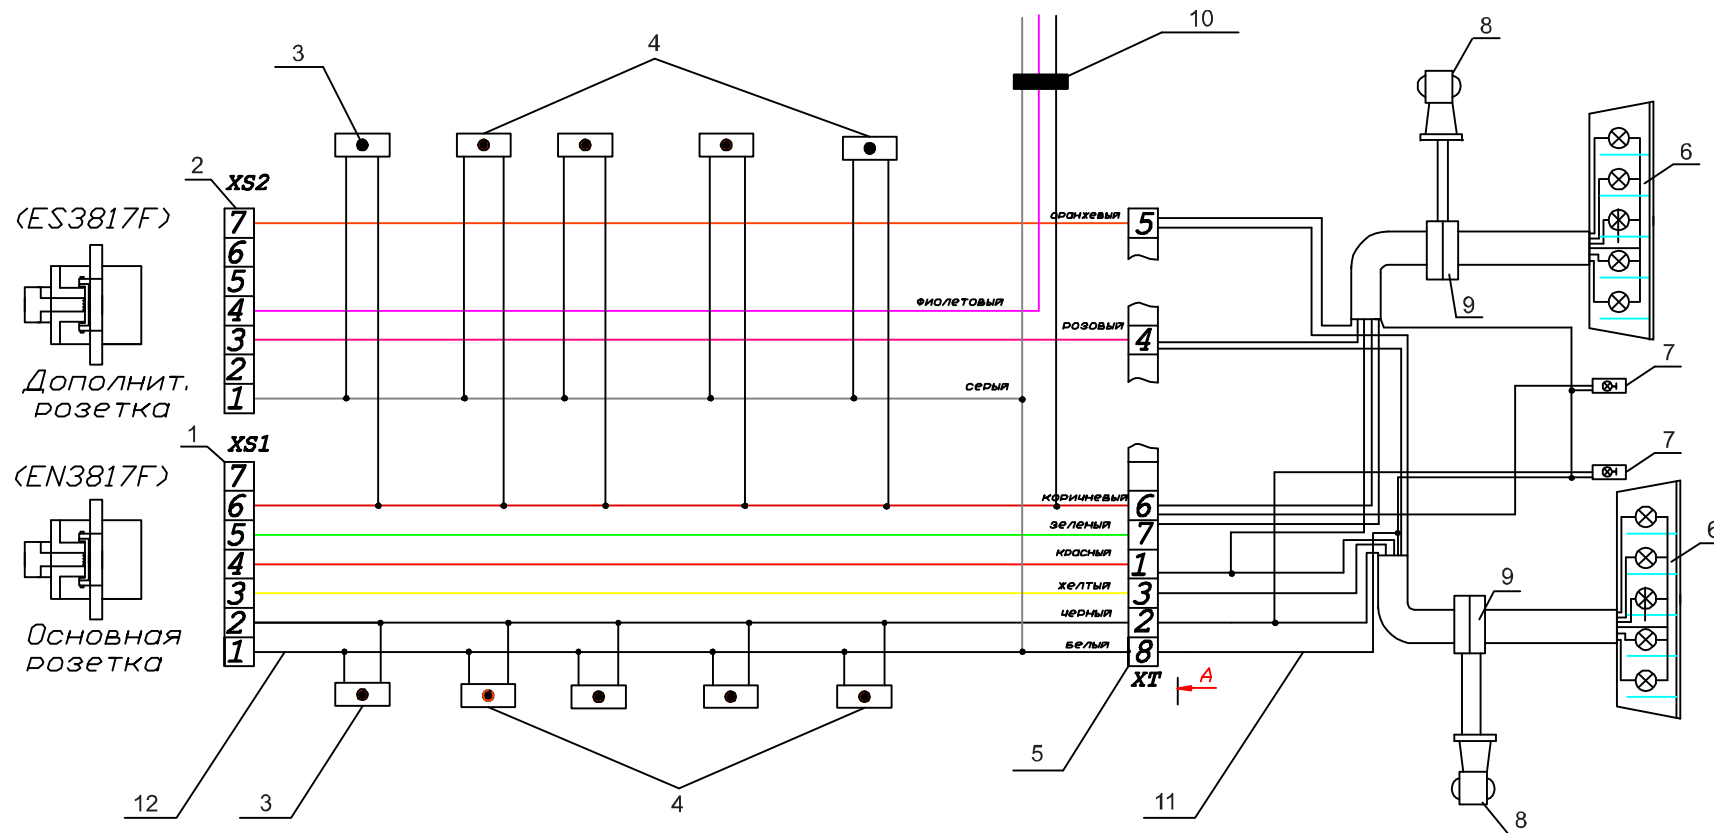 10
8
3
4
2
XS2
6
(ES3817F)
7
оранжевый
5
6
5
9
4
фиолетовый
3
розовый
4
2
7
Дополнит.
розетка
1
серый
1
XS1
7
(EN3817F)
7
6
коричневый
6
5
зеленый
7
6
4
красный
1
3
желтый
3
9
2
черный
2
Основная
розетка
1
белый
8
XT
A
5
12
3
4
11
8